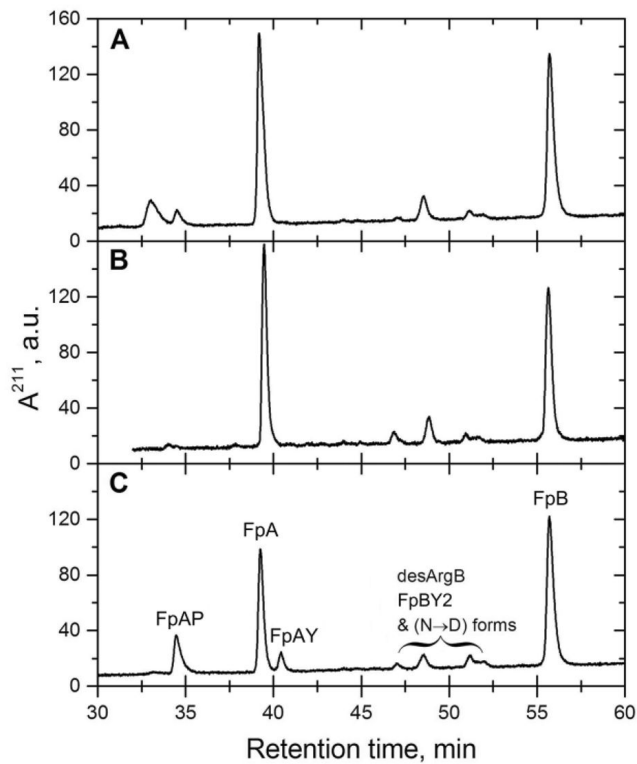 160
A
120
80
40
0
B
120
80
40
0
A²¹¹, a.u.
C
FpAP
FpA
FpAY
desArgB
FpBY2
& (N→D) forms
FpB
120
80
40
0
30 35 40 45 50 55 60
Retention time, min